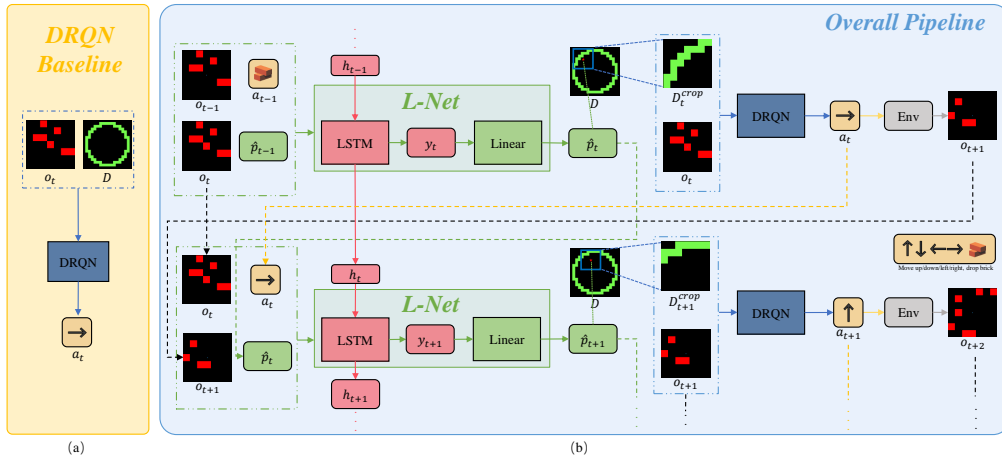 DRQN
Baseline
o_t
D
DRQN
a_t
(a)
Overall Pipeline
o_{t-1}
a_{t-1}
h_{t-1}
L-Net
o_t
p̂_{t-1}
LSTM
y_t
Linear
p̂_t
D
D_t^{crop}
o_t
DRQN
a_t
Env
o_{t+1}
o_t
a_t
h_t
L-Net
o_{t+1}
p̂_t
LSTM
y_{t+1}
Linear
p̂_{t+1}
h_{t+1}
D
D_{t+1}^{crop}
o_{t+1}
DRQN
a_{t+1}
Env
o_{t+2}
Move up/down/left/right, drop brick
(b)